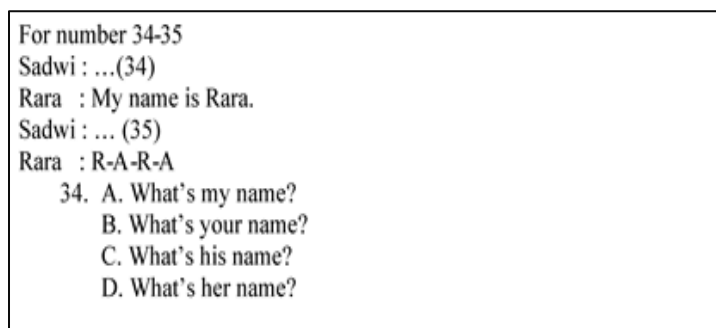 For number 34-35
Sadwi : …(34)
Rara : My name is Rara.
Sadwi : … (35)
Rara : R-A-R-A
34. A. What’s my name?
B. What’s your name?
C. What’s his name?
D. What’s her name?